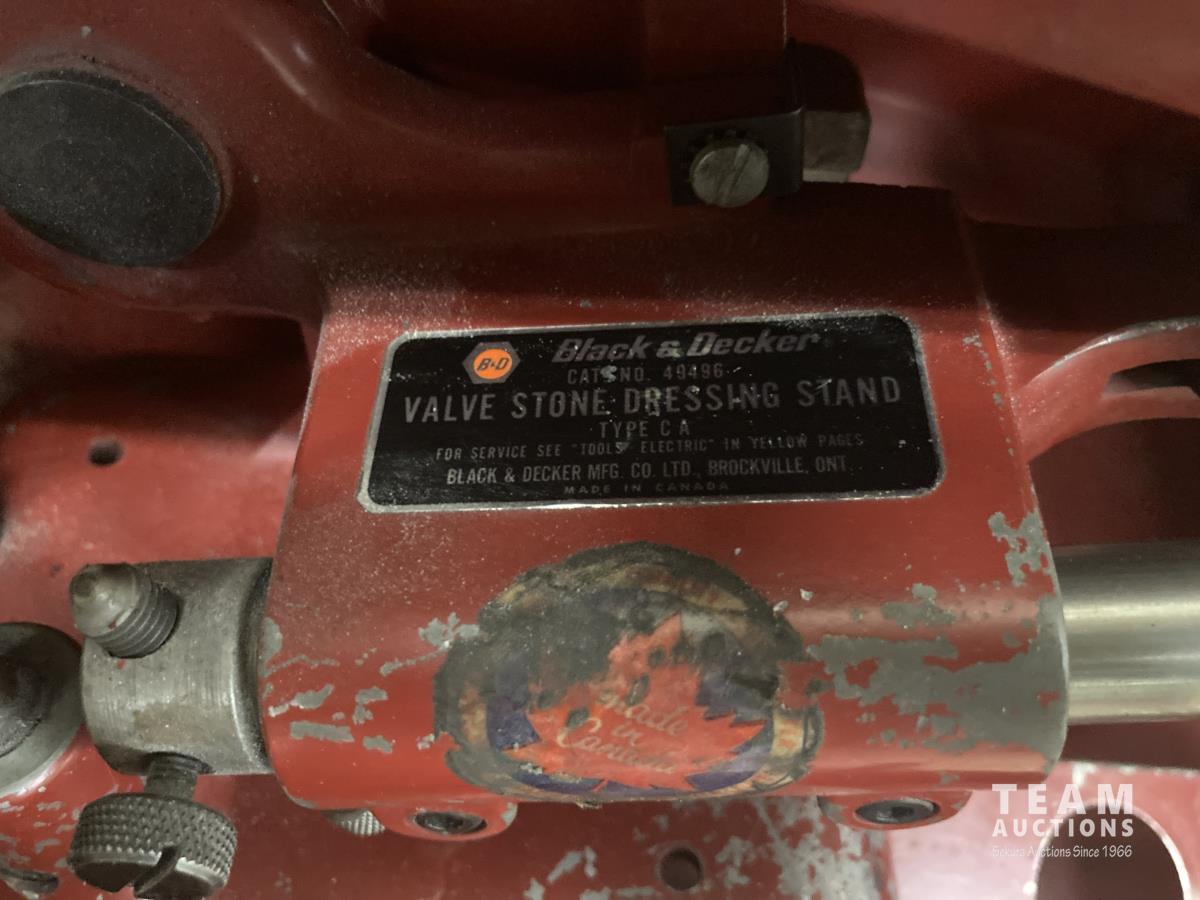 B&D
Black & Decker
CAT. NO. 49496
VALVE STONE DRESSING STAND
TYPE CA
FOR SERVICE SEE "TOOLS ELECTRIC" IN YELLOW PAGES
BLACK & DECKER MFG. CO. LTD., BROCKVILLE, ONT.
MADE IN CANADA
made
in
Canada
TEAM
AUCTIONS
Sekura Auctions Since 1966